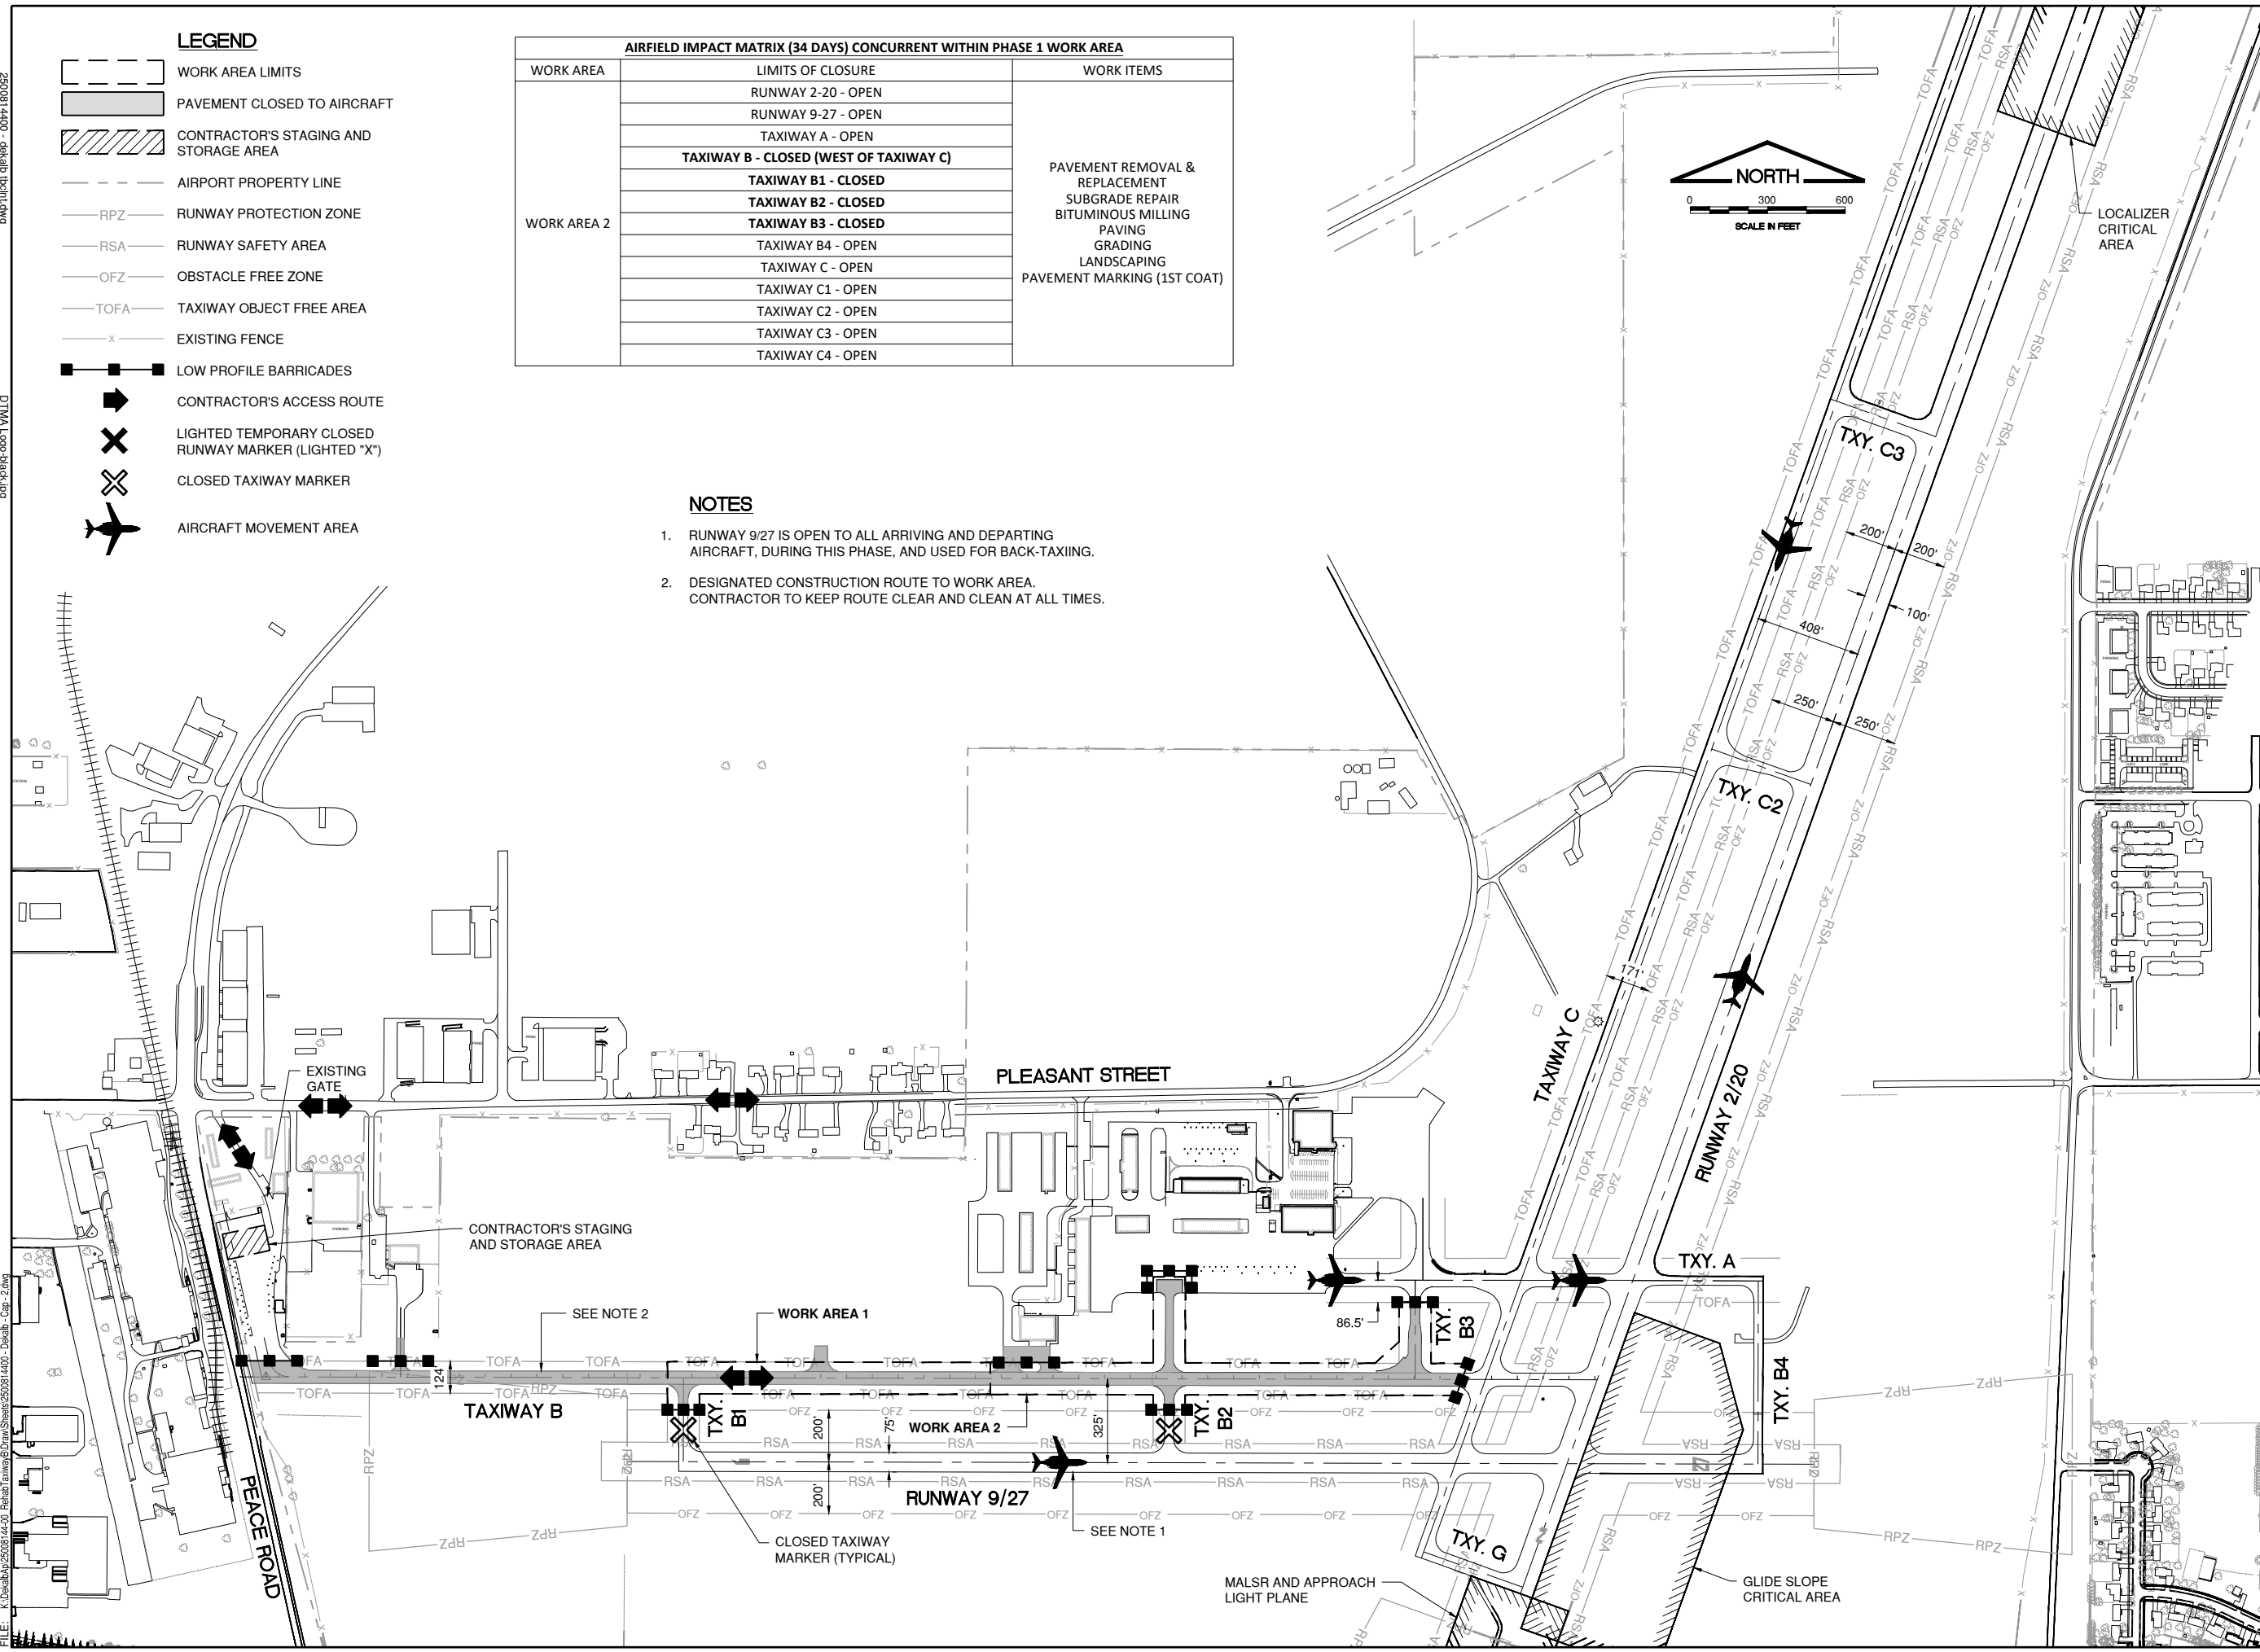 LEGEND
WORK AREA LIMITS
PAVEMENT CLOSED TO AIRCRAFT
CONTRACTOR'S STAGING AND
STORAGE AREA
AIRPORT PROPERTY LINE
RPZ RUNWAY PROTECTION ZONE
RSA RUNWAY SAFETY AREA
OFZ OBSTACLE FREE ZONE
TOFA TAXIWAY OBJECT FREE AREA
x EXISTING FENCE
LOW PROFILE BARRICADES
CONTRACTOR'S ACCESS ROUTE
LIGHTED TEMPORARY CLOSED
RUNWAY MARKER (LIGHTED "X")
CLOSED TAXIWAY MARKER
AIRCRAFT MOVEMENT AREA
AIRFIELD IMPACT MATRIX (34 DAYS) CONCURRENT WITHIN PHASE 1 WORK AREA
WORK AREA LIMITS OF CLOSURE WORK ITEMS
WORK AREA 2
RUNWAY 2-20 - OPEN
RUNWAY 9-27 - OPEN
TAXIWAY A - OPEN
TAXIWAY B - CLOSED (WEST OF TAXIWAY C)
TAXIWAY B1 - CLOSED
TAXIWAY B2 - CLOSED
TAXIWAY B3 - CLOSED
TAXIWAY B4 - OPEN
TAXIWAY C - OPEN
TAXIWAY C1 - OPEN
TAXIWAY C2 - OPEN
TAXIWAY C3 - OPEN
TAXIWAY C4 - OPEN
PAVEMENT REMOVAL &
REPLACEMENT
SUBGRADE REPAIR
BITUMINOUS MILLING
PAVING
GRADING
LANDSCAPING
PAVEMENT MARKING (1ST COAT)
NOTES
1. RUNWAY 9/27 IS OPEN TO ALL ARRIVING AND DEPARTING
AIRCRAFT, DURING THIS PHASE, AND USED FOR BACK-TAXIING.
2. DESIGNATED CONSTRUCTION ROUTE TO WORK AREA.
CONTRACTOR TO KEEP ROUTE CLEAR AND CLEAN AT ALL TIMES.
NORTH
0 300 600
SCALE IN FEET
LOCALIZER
CRITICAL
AREA
TXY. C3
200'
200'
100'
408'
250'
250'
TXY. C2
171'
TAXIWAY C
RUNWAY 2/20
PLEASANT STREET
EXISTING
GATE
CONTRACTOR'S STAGING
AND STORAGE AREA
SEE NOTE 2
WORK AREA 1
86.5'
TXY.
B3
TXY. A
TXY. B4
124'
TAXIWAY B
TXY.
B1
200'
75'
WORK AREA 2
325'
TXY.
B2
200'
RUNWAY 9/27
SEE NOTE 1
CLOSED TAXIWAY
MARKER (TYPICAL)
TXY. G
MALSR AND APPROACH
LIGHT PLANE
GLIDE SLOPE
CRITICAL AREA
PEACE ROAD